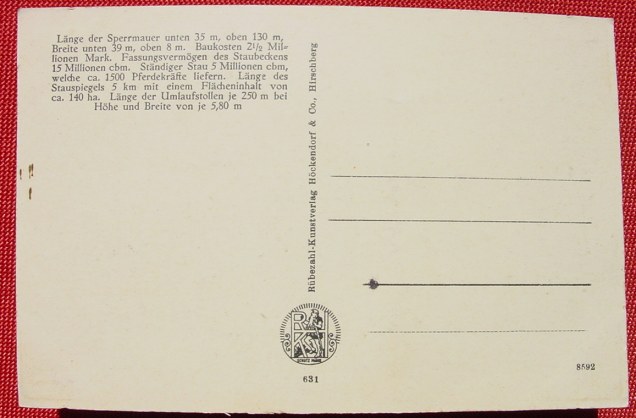 Länge der Sperrmauer unten 35 m, oben 130 m,
Breite unten 39 m, oben 8 m. Baukosten 2½ Mil-
lionen Mark. Fassungsvermögen des Staubeckens
15 Millionen cbm. Ständiger Stau 5 Millionen cbm,
welche ca. 1500 Pferdekräfte liefern. Länge des
Stauspiegels 5 km mit einem Flächeninhalt von
ca. 140 ha. Länge der Umlaufstollen je 250 m bei
Höhe und Breite von je 5,80 m
Rübezahl-Kunstverlag Höckendorf & Co., Hirschberg
631
8592